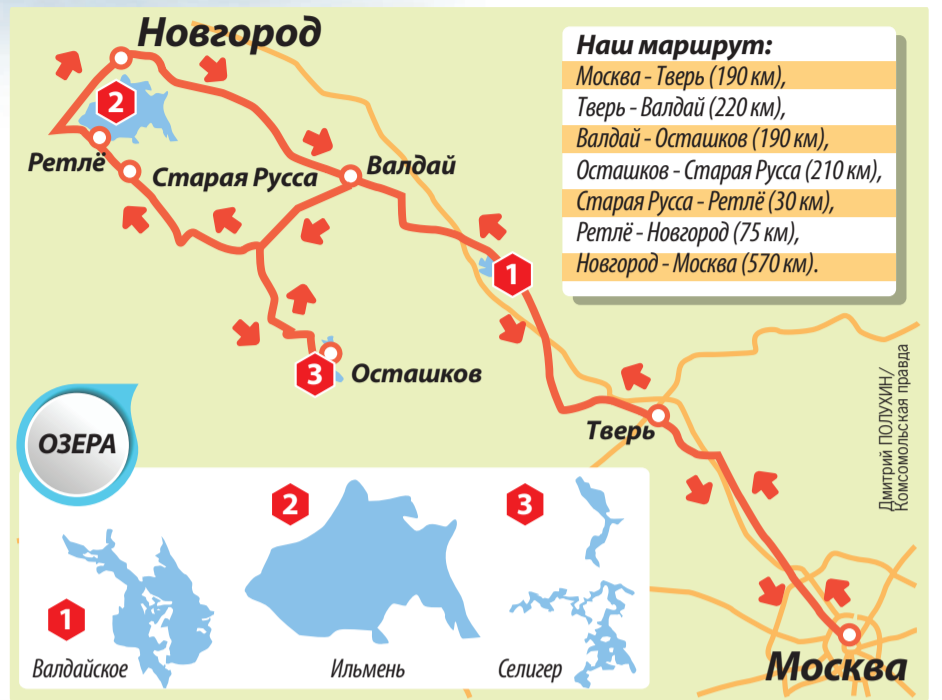 Новгород
Наш маршрут:
Москва - Тверь (190 км),
Тверь - Валдай (220 км),
Валдай - Осташков (190 км),
Осташков - Старая Русса (210 км),
Старая Русса - Ретлё (30 км),
Ретлё - Новгород (75 км),
Новгород - Москва (570 км).
2
Ретлё
Старая Русса
Валдай
1
3
Осташков
Тверь
Москва
Дмитрий ПОЛУХИН/
Комсомольская правда
ОЗЕРА
1
Валдайское
2
Ильмень
3
Селигер